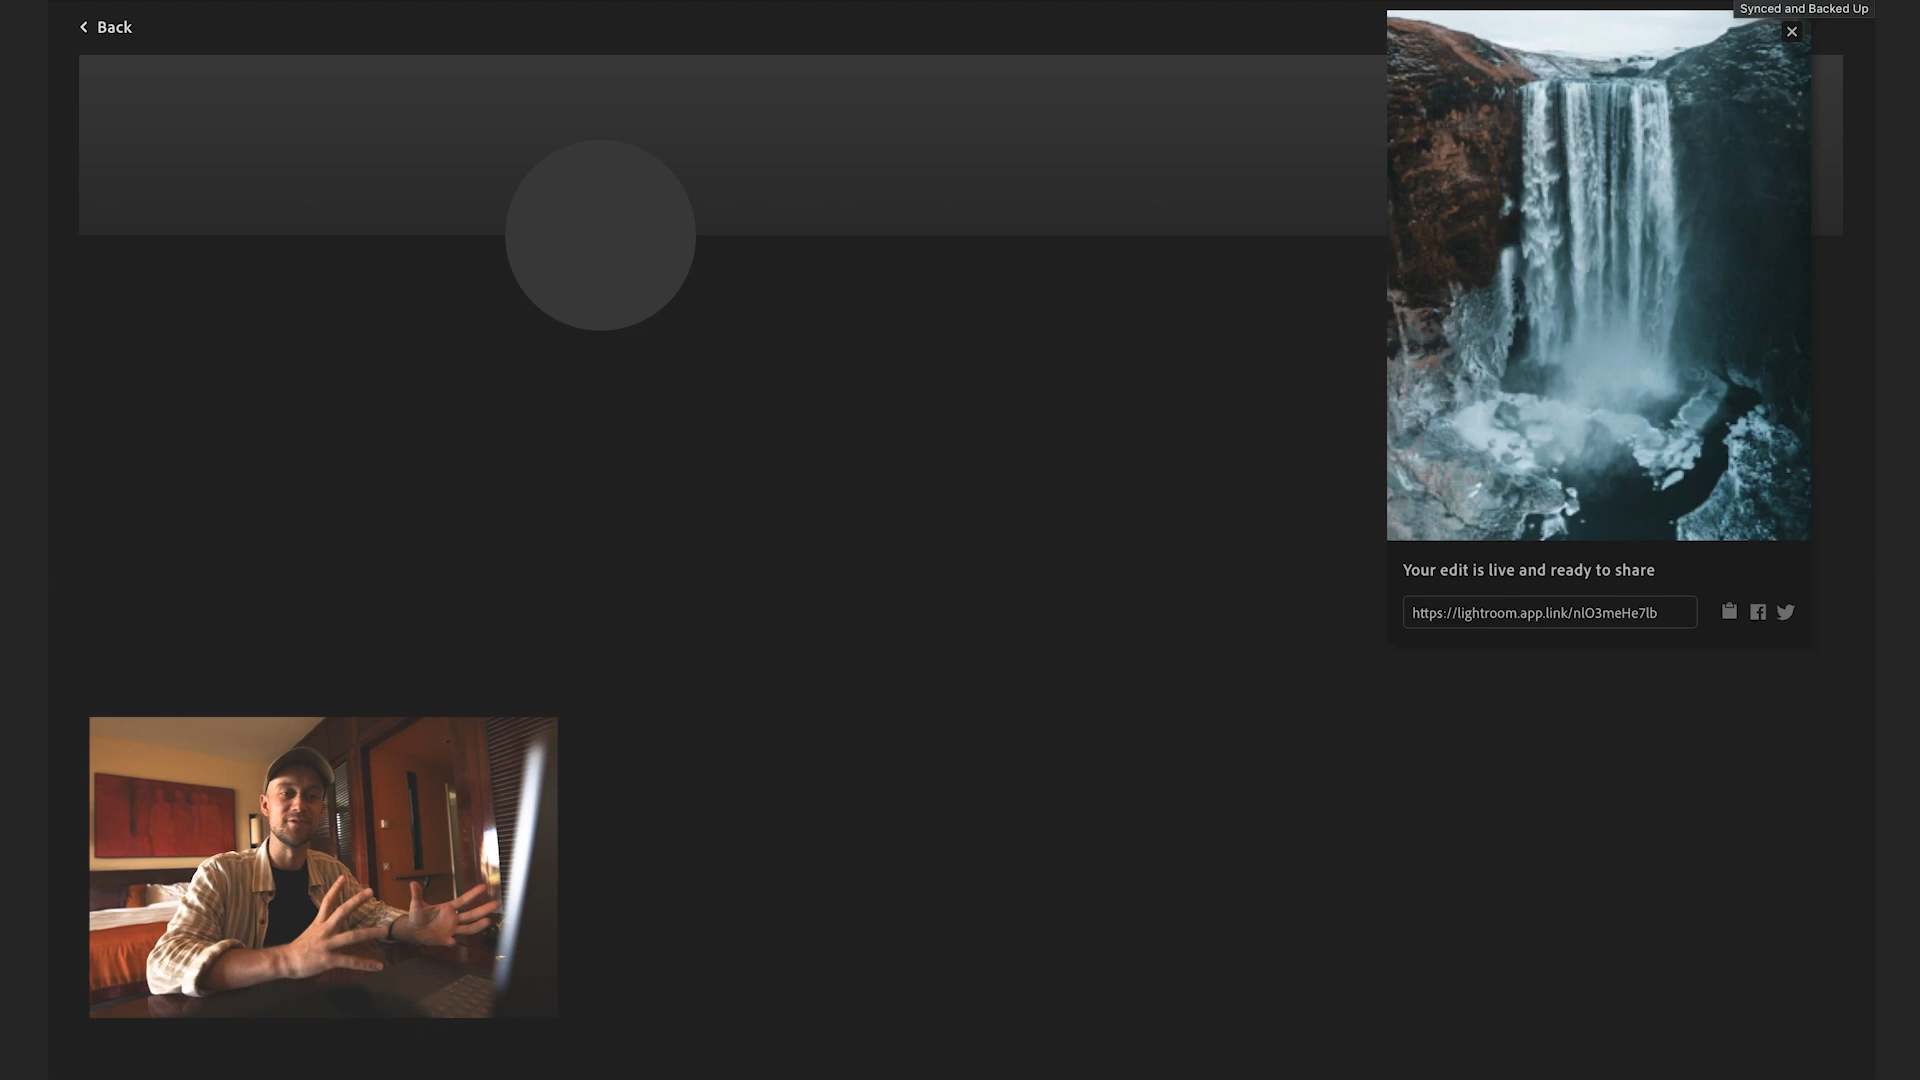 Synced and Backed Up
Back
Your edit is live and ready to share
https://lightroom.app.link/nlO3meHe7lb